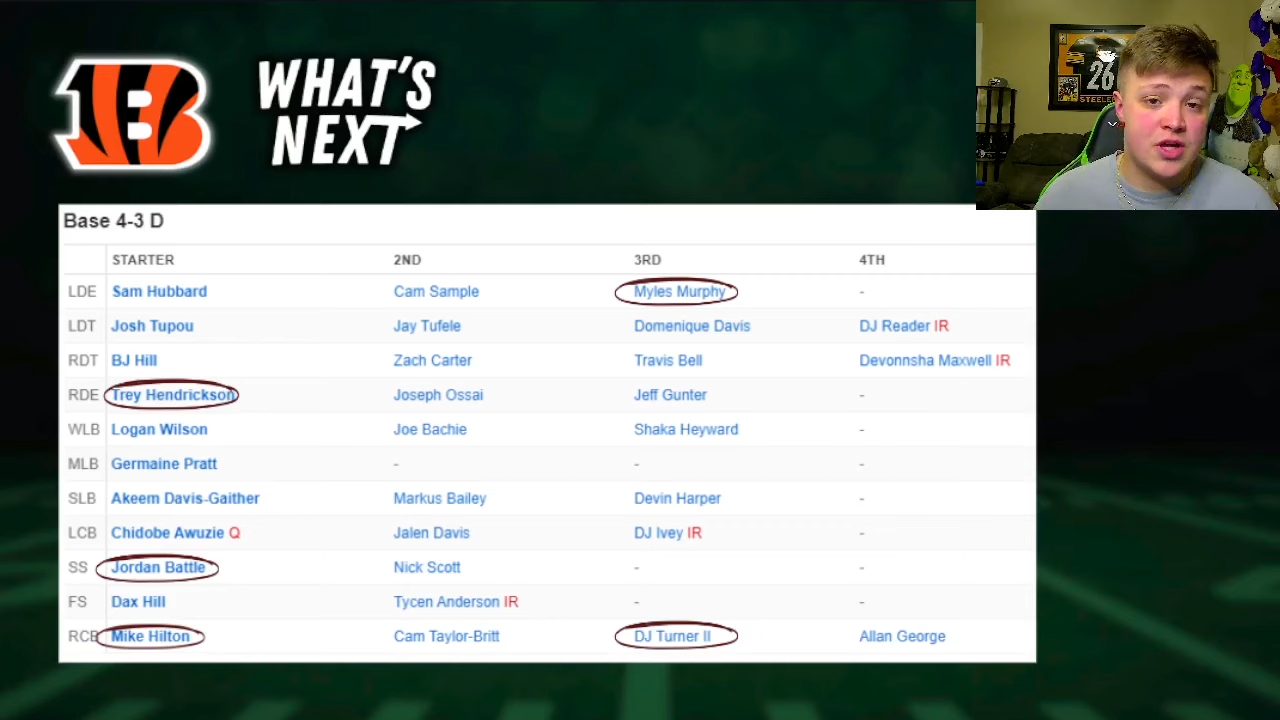 B
WHAT'S
NEXT
26
STEELERS
Base 4-3 D
STARTER 2ND 3RD 4TH
LDE Sam Hubbard Cam Sample Myles Murphy -
LDT Josh Tupou Jay Tufele Domenique Davis DJ Reader IR
RDT BJ Hill Zach Carter Travis Bell Devonnsha Maxwell IR
RDE Trey Hendrickson Joseph Ossai Jeff Gunter -
WLB Logan Wilson Joe Bachie Shaka Heyward -
MLB Germaine Pratt - - -
SLB Akeem Davis-Gaither Markus Bailey Devin Harper -
LCB Chidobe Awuzie Q Jalen Davis DJ Ivey IR -
SS Jordan Battle Nick Scott - -
FS Dax Hill Tycen Anderson IR - -
RCB Mike Hilton Cam Taylor-Britt DJ Turner II Allan George